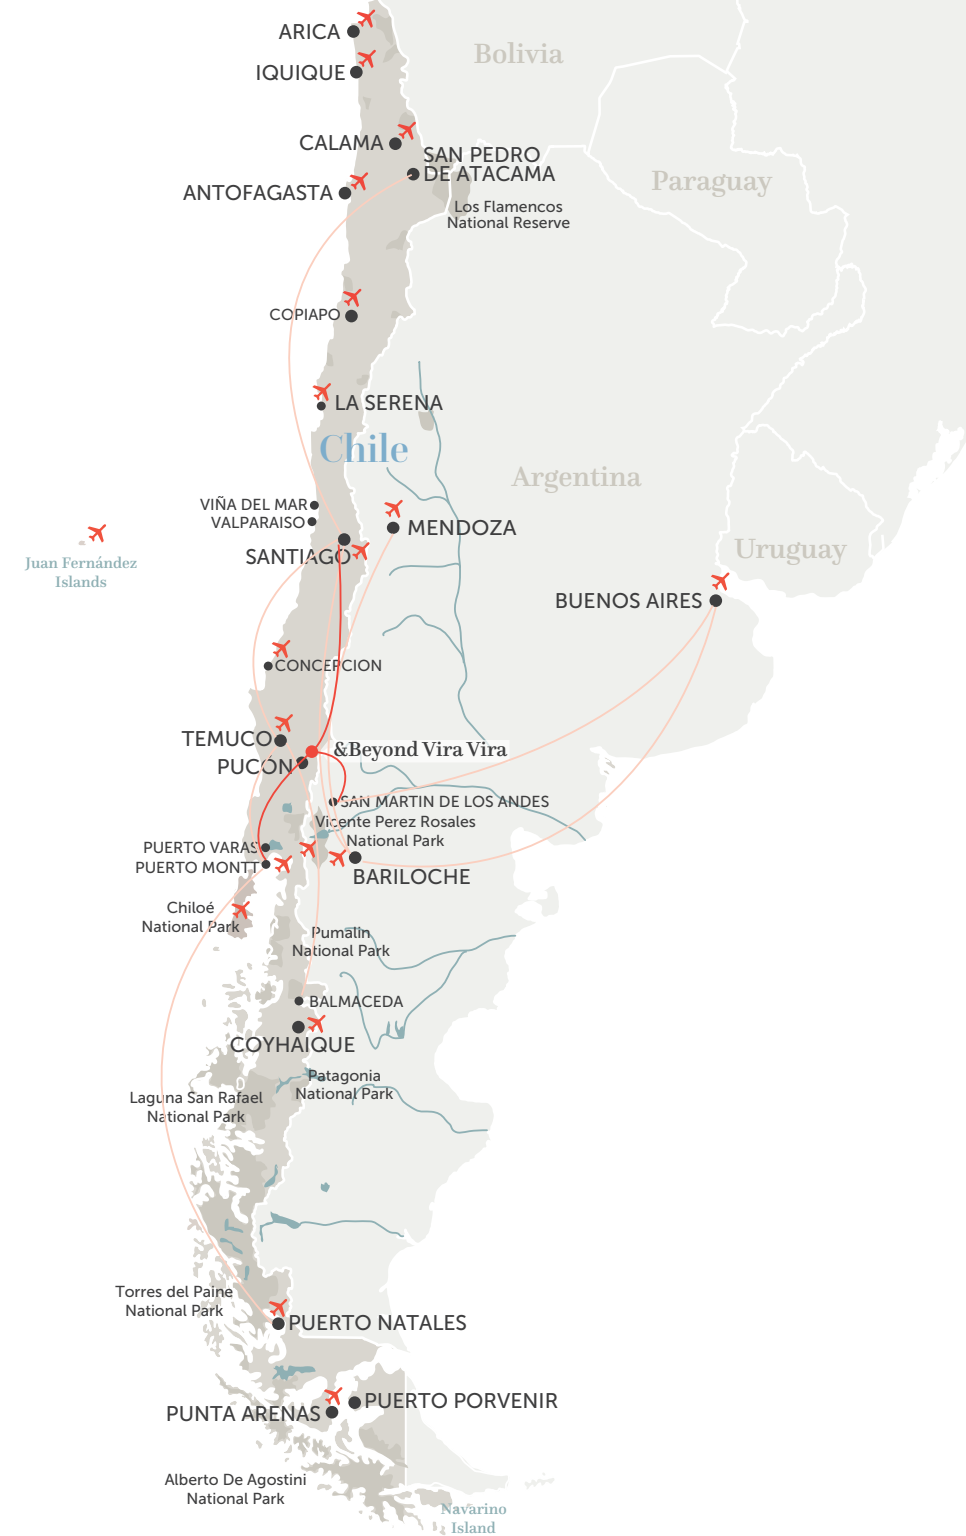 ARICA
Bolivia
IQUIQUE
CALAMA
SAN PEDRO
DE ATACAMA
Paraguay
ANTOFAGASTA
Los Flamencos
National Reserve
COPIAPO
LA SERENA
Chile
Argentina
VIÑA DEL MAR
VALPARAISO
MENDOZA
SANTIAGO
Juan Fernández
Islands
Uruguay
BUENOS AIRES
CONCEPCION
TEMUCO
&Beyond Vira Vira
PUCÓN
SAN MARTIN DE LOS ANDES
Vicente Perez Rosales
National Park
PUERTO VARAS
PUERTO MONTT
BARILOCHE
Chiloé
National Park
Pumalin
National Park
BALMACEDA
COYHAIQUE
Patagonia
National Park
D
Laguna San Rafael
National Park
Torres del Paine
National Park
PUERTO NATALES
PUERTO PORVENIR
PUNTA ARENAS
Alberto De Agostini
National Park
Navarino
Island